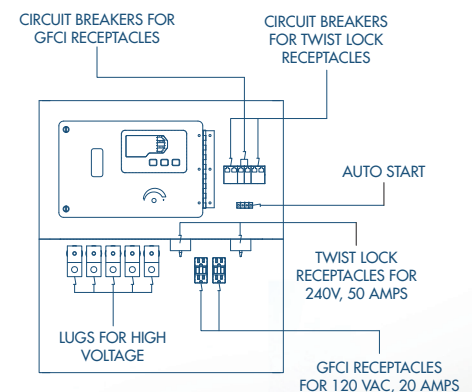 CIRCUIT BREAKERS FOR
GFCI RECEPTACLES
CIRCUIT BREAKERS
FOR TWIST LOCK
RECEPTACLES
AUTO START
TWIST LOCK
RECEPTACLES FOR
240V, 50 AMPS
LUGS FOR HIGH
VOLTAGE
GFCI RECEPTACLES
FOR 120 VAC, 20 AMPS